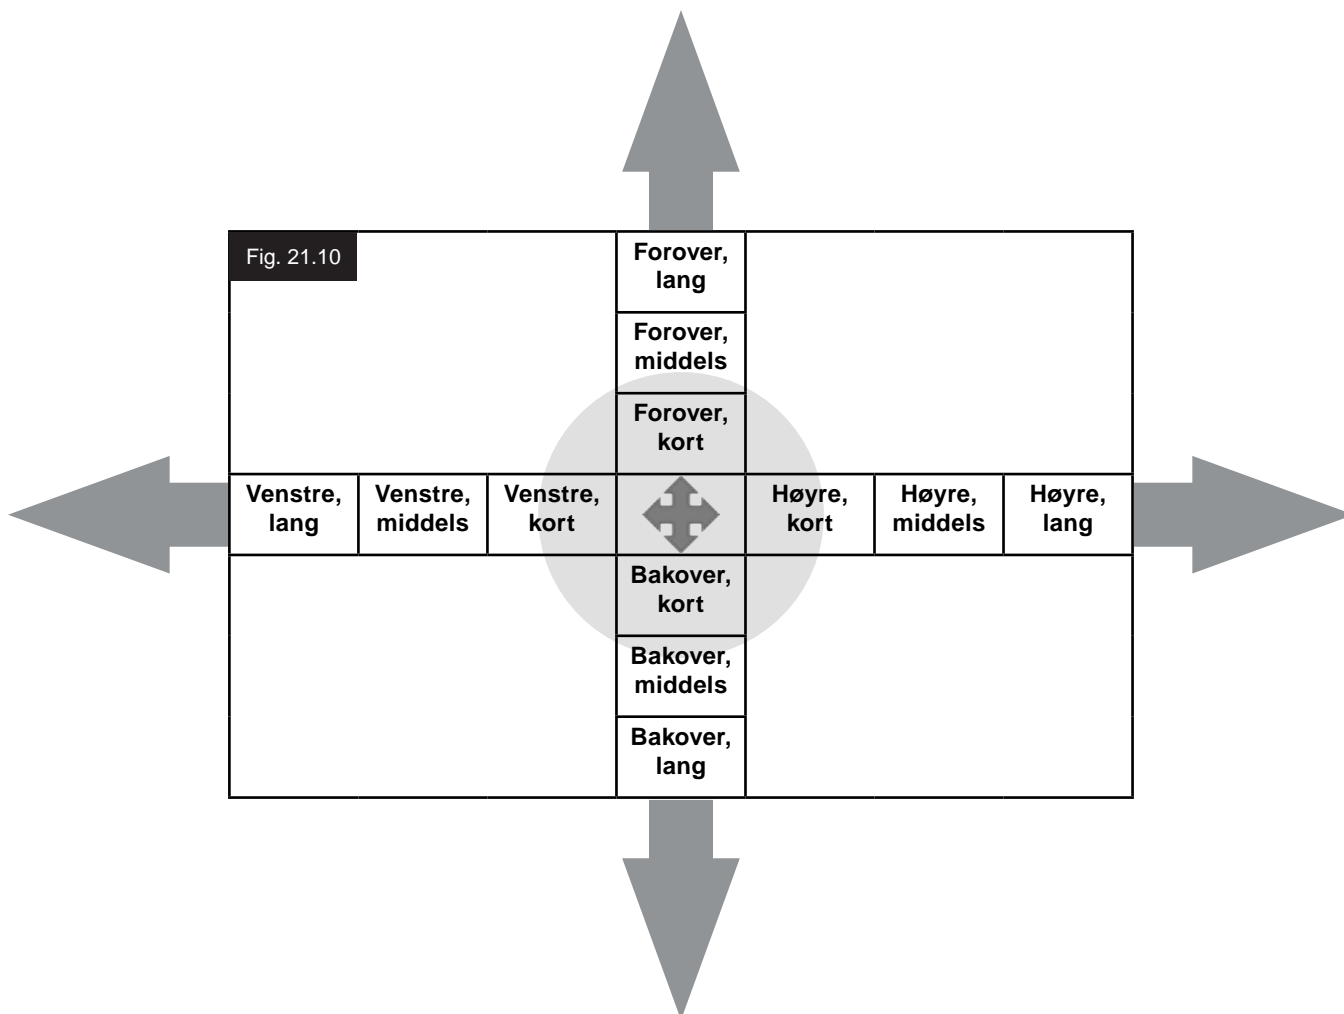 Fig. 21.10
Forover,
lang
Forover,
middels
Forover,
kort
Venstre,
lang
Venstre,
middels
Venstre,
kort
Høyre,
kort
Høyre,
middels
Høyre,
lang
Bakover,
kort
Bakover,
middels
Bakover,
lang